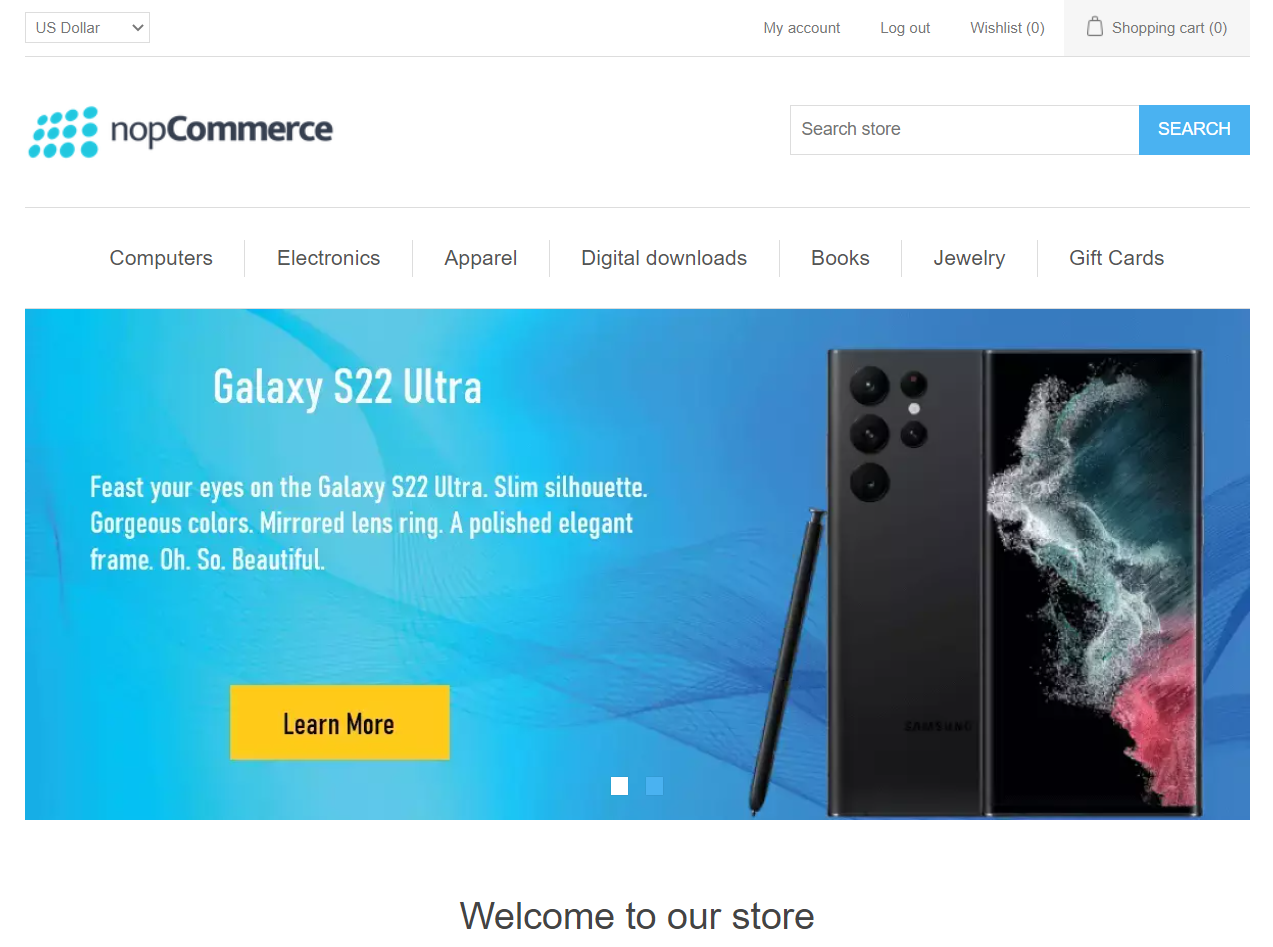 US Dollar
My account
Log out
Wishlist (0)
Shopping cart (0)
nopCommerce
Search store
SEARCH
Computers
Electronics
Apparel
Digital downloads
Books
Jewelry
Gift Cards
Galaxy S22 Ultra
Feast your eyes on the Galaxy S22 Ultra. Slim silhouette.
Gorgeous colors. Mirrored lens ring. A polished elegant
frame. Oh. So. Beautiful.
SAMSUNG
Learn More
Welcome to our store